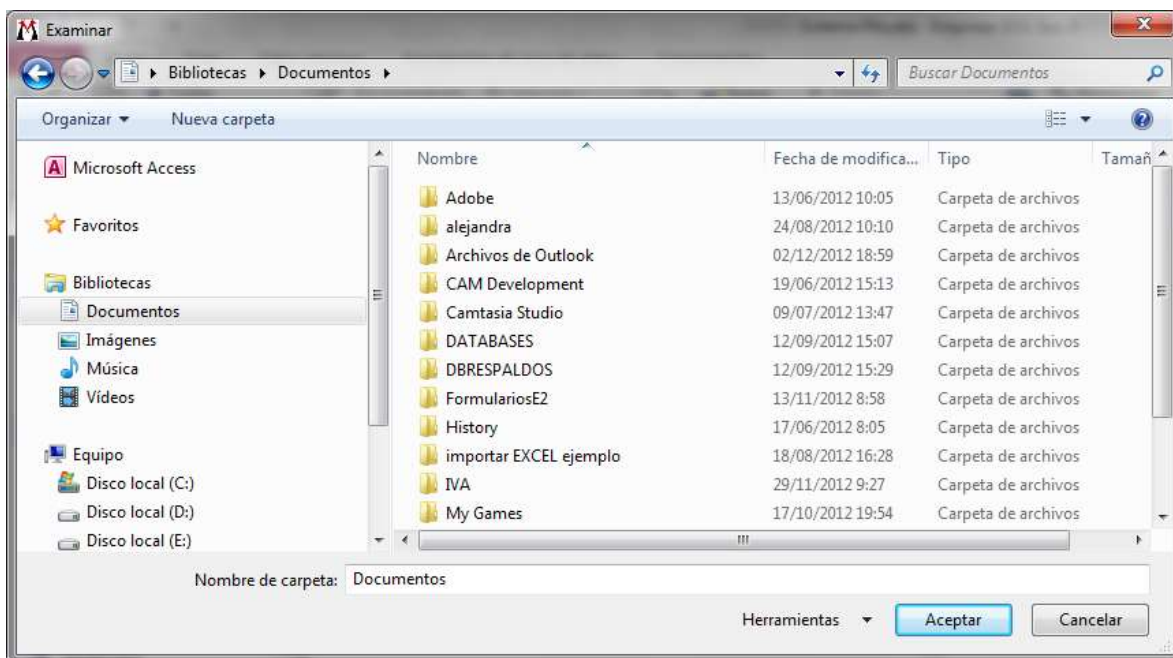 Examinar
Bibliotecas Documentos Buscar Documentos
Organizar Nueva carpeta
Microsoft Access
Favoritos
Bibliotecas
Documentos
Imágenes
Música
Vídeos
Equipo
Disco local (C:)
Disco local (D:)
Disco local (E:)
Nombre Fecha de modifica... Tipo Tamañ
Adobe 13/06/2012 10:05 Carpeta de archivos
alejandra 24/08/2012 10:10 Carpeta de archivos
Archivos de Outlook 02/12/2012 18:59 Carpeta de archivos
CAM Development 19/06/2012 15:13 Carpeta de archivos
Camtasia Studio 09/07/2012 13:47 Carpeta de archivos
DATABASES 12/09/2012 15:07 Carpeta de archivos
DBRESPALDOS 12/09/2012 15:29 Carpeta de archivos
FormulariosE2 13/11/2012 8:58 Carpeta de archivos
History 17/06/2012 8:05 Carpeta de archivos
importar EXCEL ejemplo 18/08/2012 16:28 Carpeta de archivos
IVA 29/11/2012 9:27 Carpeta de archivos
My Games 17/10/2012 19:54 Carpeta de archivos
Nombre de carpeta: Documentos
Herramientas Aceptar Cancelar